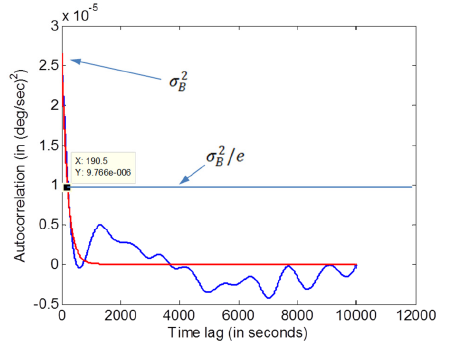 x 10⁻⁵
3
2.5
2
1.5
1
0.5
0
-0.5
Autocorrelation (in (deg/sec)²)
σ_B²
σ_B²/e
X: 190.5
Y: 9.766e-006
0 2000 4000 6000 8000 10000 12000
Time lag (in seconds)